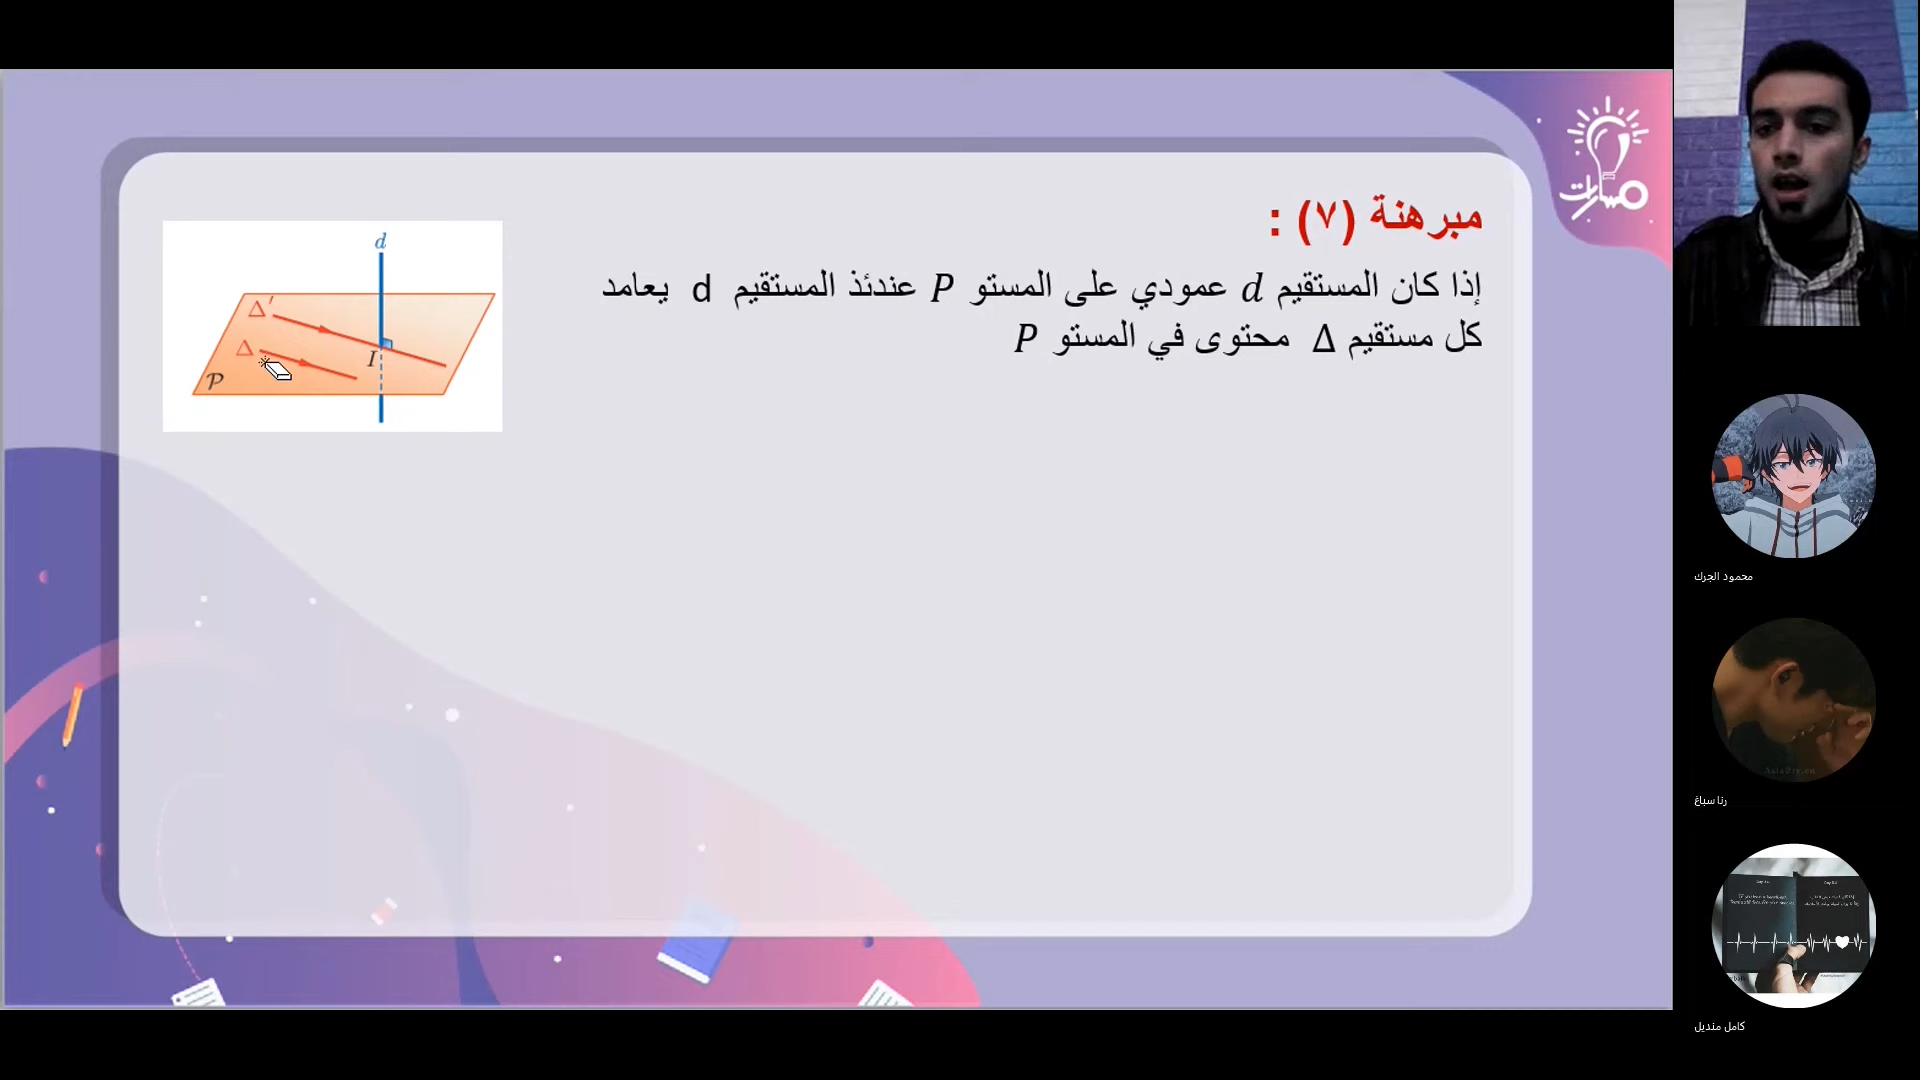 مبرهنة (٧) :
إذا كان المستقيم d عمودي على المستو P عندئذ المستقيم d يعامد
كل مستقيم Δ محتوى في المستو P
d
Δ′
Δ
I
P
مسارات
محمود الجرك
رنا سباغ
كامل منديل